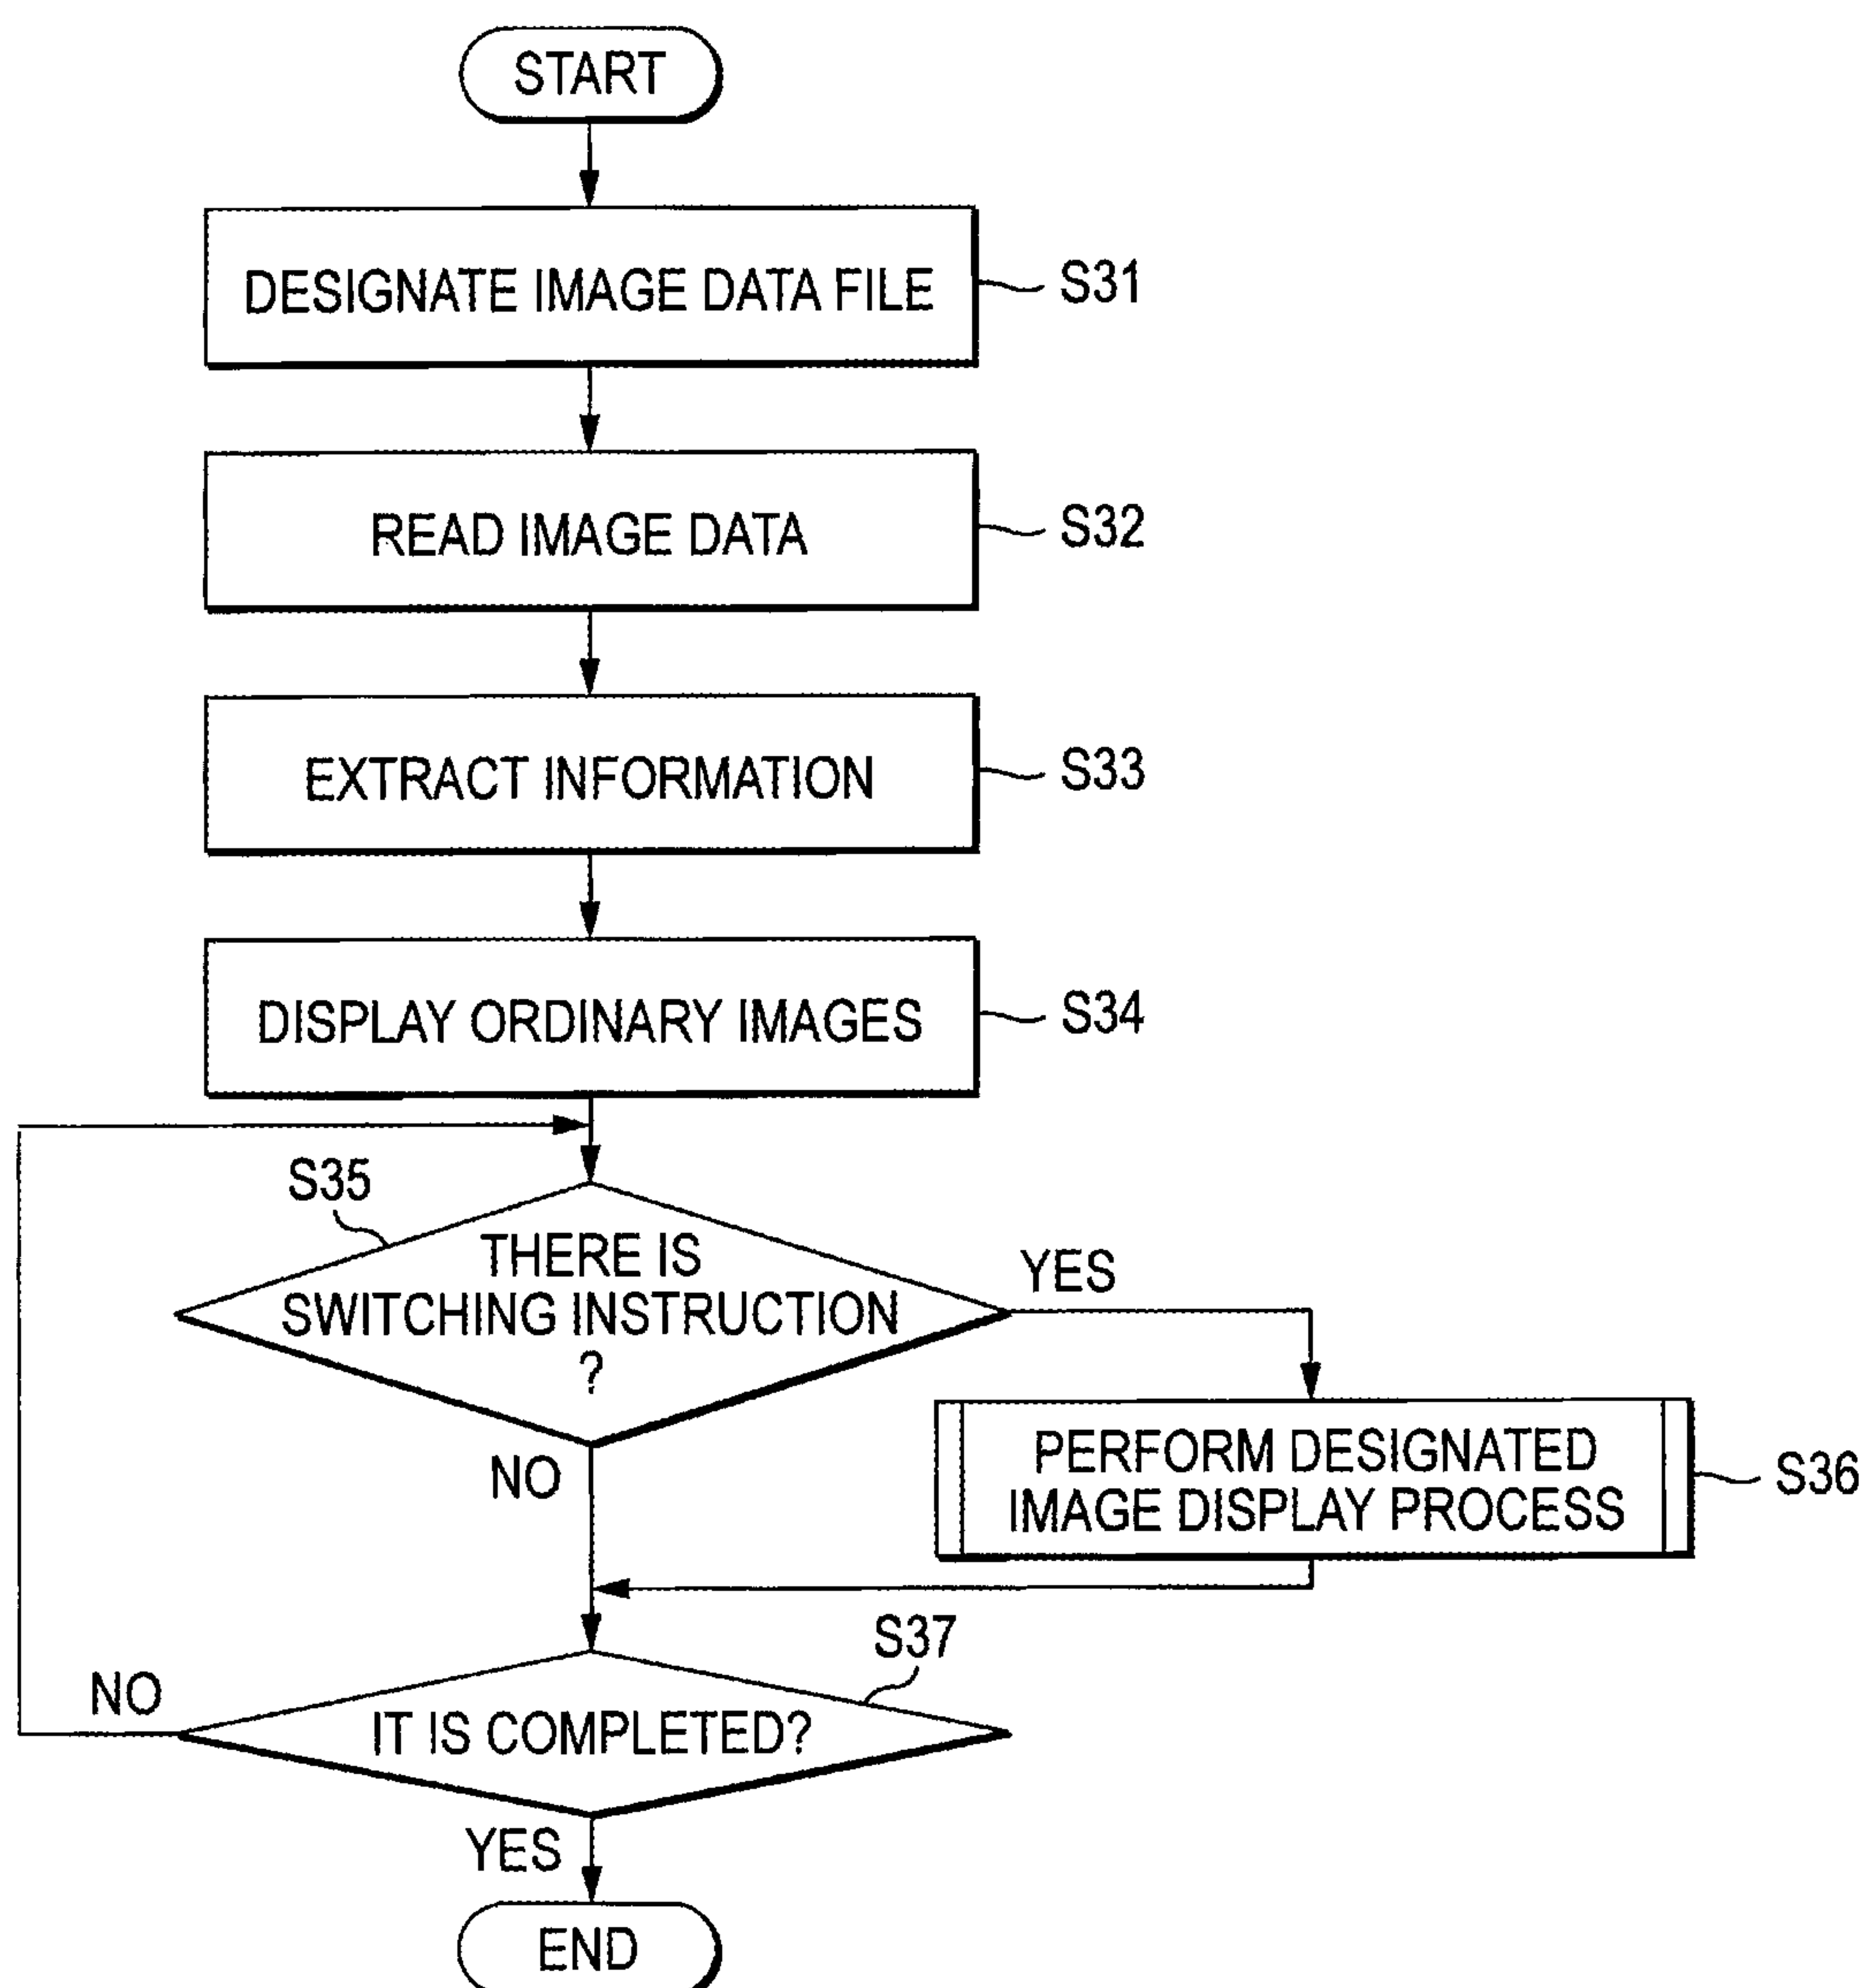 START
DESIGNATE IMAGE DATA FILE
S31
READ IMAGE DATA
S32
EXTRACT INFORMATION
S33
DISPLAY ORDINARY IMAGES
S34
S35
THERE IS
SWITCHING INSTRUCTION
?
YES
NO
PERFORM DESIGNATED
IMAGE DISPLAY PROCESS
S36
S37
NO
IT IS COMPLETED?
YES
END